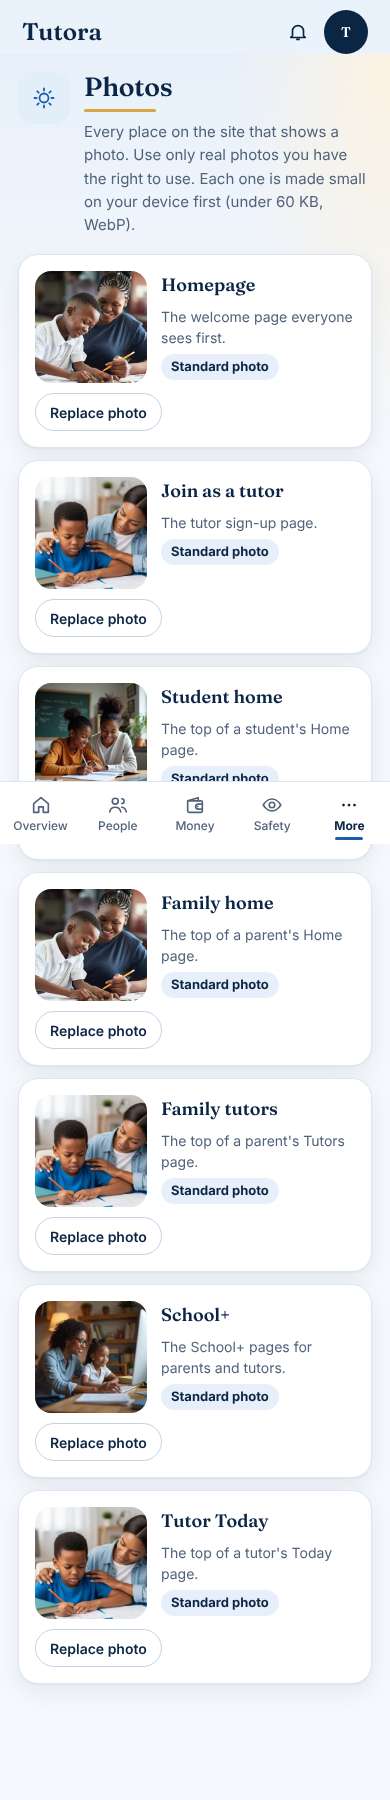 Tutora
T
Photos
Every place on the site that shows a
photo. Use only real photos you have
the right to use. Each one is made small
on your device first (under 60 KB,
WebP).
Homepage
The welcome page everyone
sees first.
Standard photo
Replace photo
Join as a tutor
The tutor sign-up page.
Standard photo
Replace photo
Student home
The top of a student's Home
page.
Standard photo
Overview
People
Money
Safety
More
Family home
The top of a parent's Home
page.
Standard photo
Replace photo
Family tutors
The top of a parent's Tutors
page.
Standard photo
Replace photo
School+
The School+ pages for
parents and tutors.
Standard photo
Replace photo
Tutor Today
The top of a tutor's Today
page.
Standard photo
Replace photo